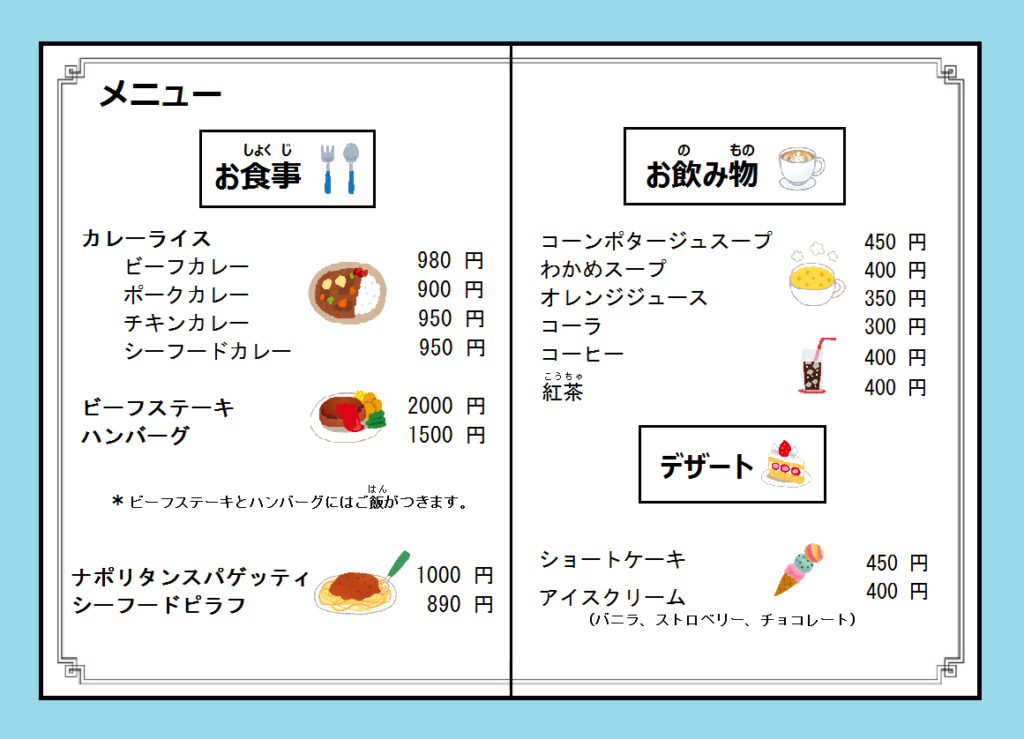 メニュー
しょく じ
お食事
カレーライス
ビーフカレー 980 円
ポークカレー 900 円
チキンカレー 950 円
シーフードカレー 950 円
ビーフステーキ 2000 円
ハンバーグ 1500 円
はん
* ビーフステーキとハンバーグにはご飯がつきます。
ナポリタンスパゲッティ 1000 円
シーフードピラフ 890 円
の もの
お飲み物
コーンポタージュスープ 450 円
わかめスープ 400 円
オレンジジュース 350 円
コーラ 300 円
コーヒー 400 円
こうちゃ
紅茶 400 円
デザート
ショートケーキ 450 円
アイスクリーム 400 円
（バニラ、ストロベリー、チョコレート）